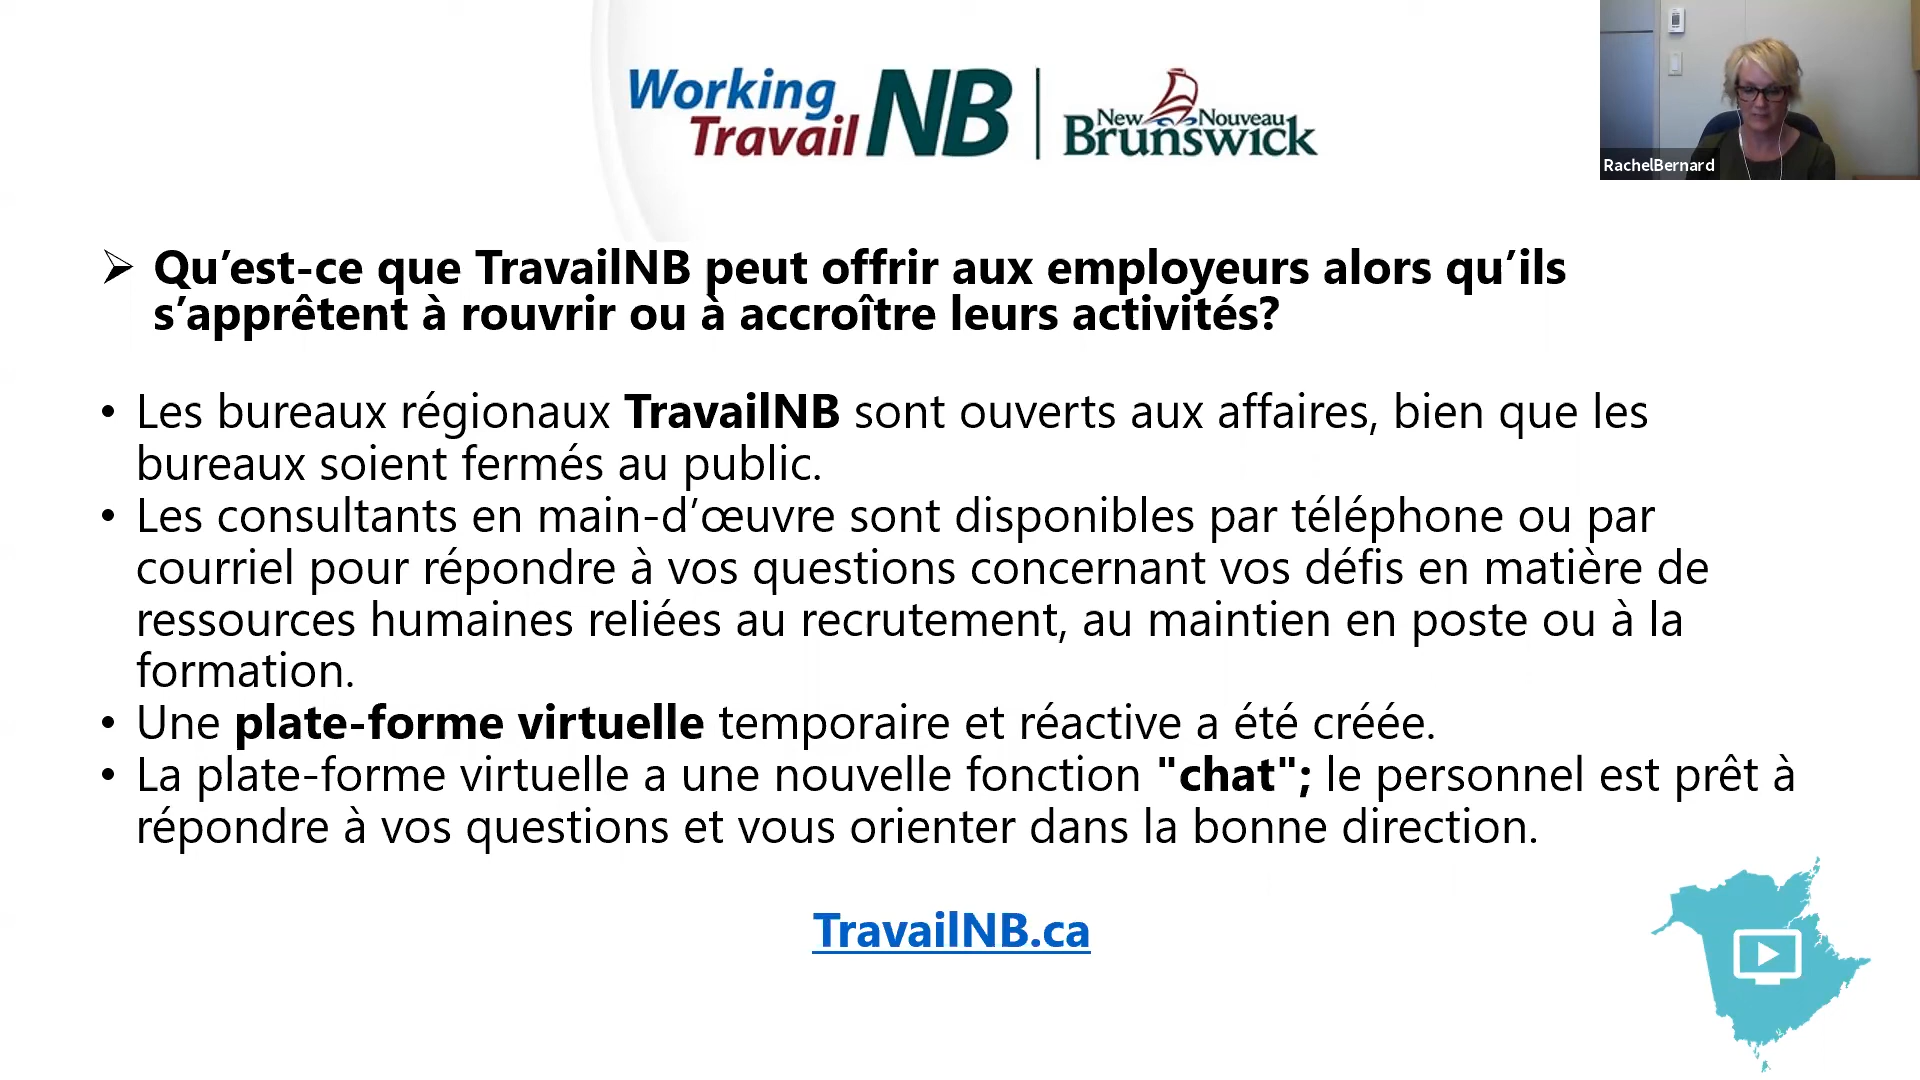 Working
Travail NB
New Nouveau
Brunswick
RachelBernard
➢ Qu’est-ce que TravailNB peut offrir aux employeurs alors qu’ils
s’apprêtent à rouvrir ou à accroître leurs activités?
• Les bureaux régionaux TravailNB sont ouverts aux affaires, bien que les
bureaux soient fermés au public.
• Les consultants en main-d’œuvre sont disponibles par téléphone ou par
courriel pour répondre à vos questions concernant vos défis en matière de
ressources humaines reliées au recrutement, au maintien en poste ou à la
formation.
• Une plate-forme virtuelle temporaire et réactive a été créée.
• La plate-forme virtuelle a une nouvelle fonction "chat"; le personnel est prêt à
répondre à vos questions et vous orienter dans la bonne direction.
TravailNB.ca